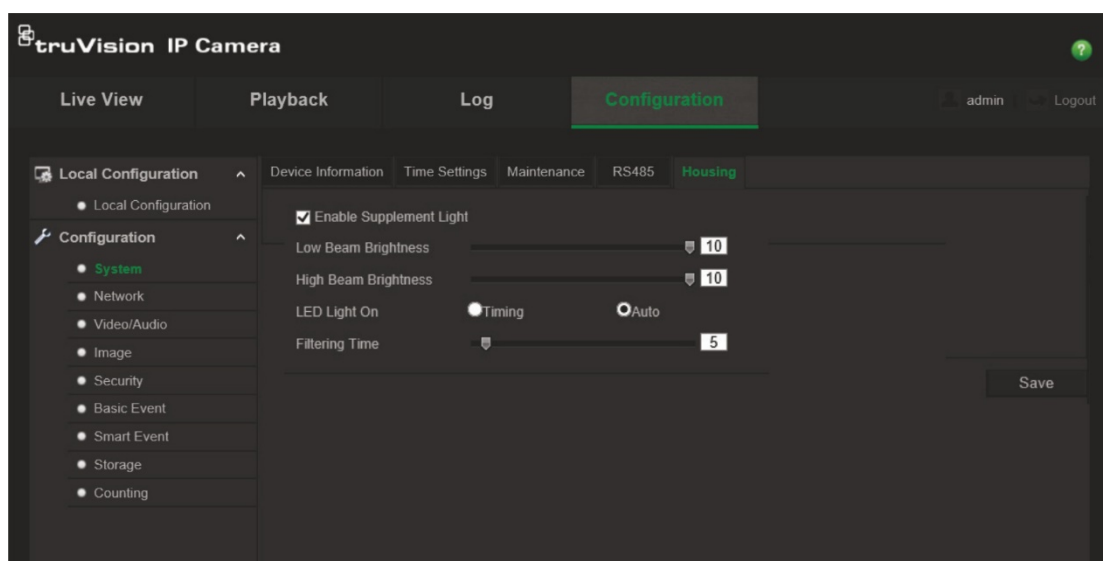 truVision IP Camera
?
Live View
Playback
Log
Configuration
admin
Logout
Local Configuration
Local Configuration
Configuration
System
Network
Video/Audio
Image
Security
Basic Event
Smart Event
Storage
Counting
Device Information
Time Settings
Maintenance
RS485
Housing
Enable Supplement Light
Low Beam Brightness
10
High Beam Brightness
10
LED Light On
Timing
Auto
Filtering Time
5
Save